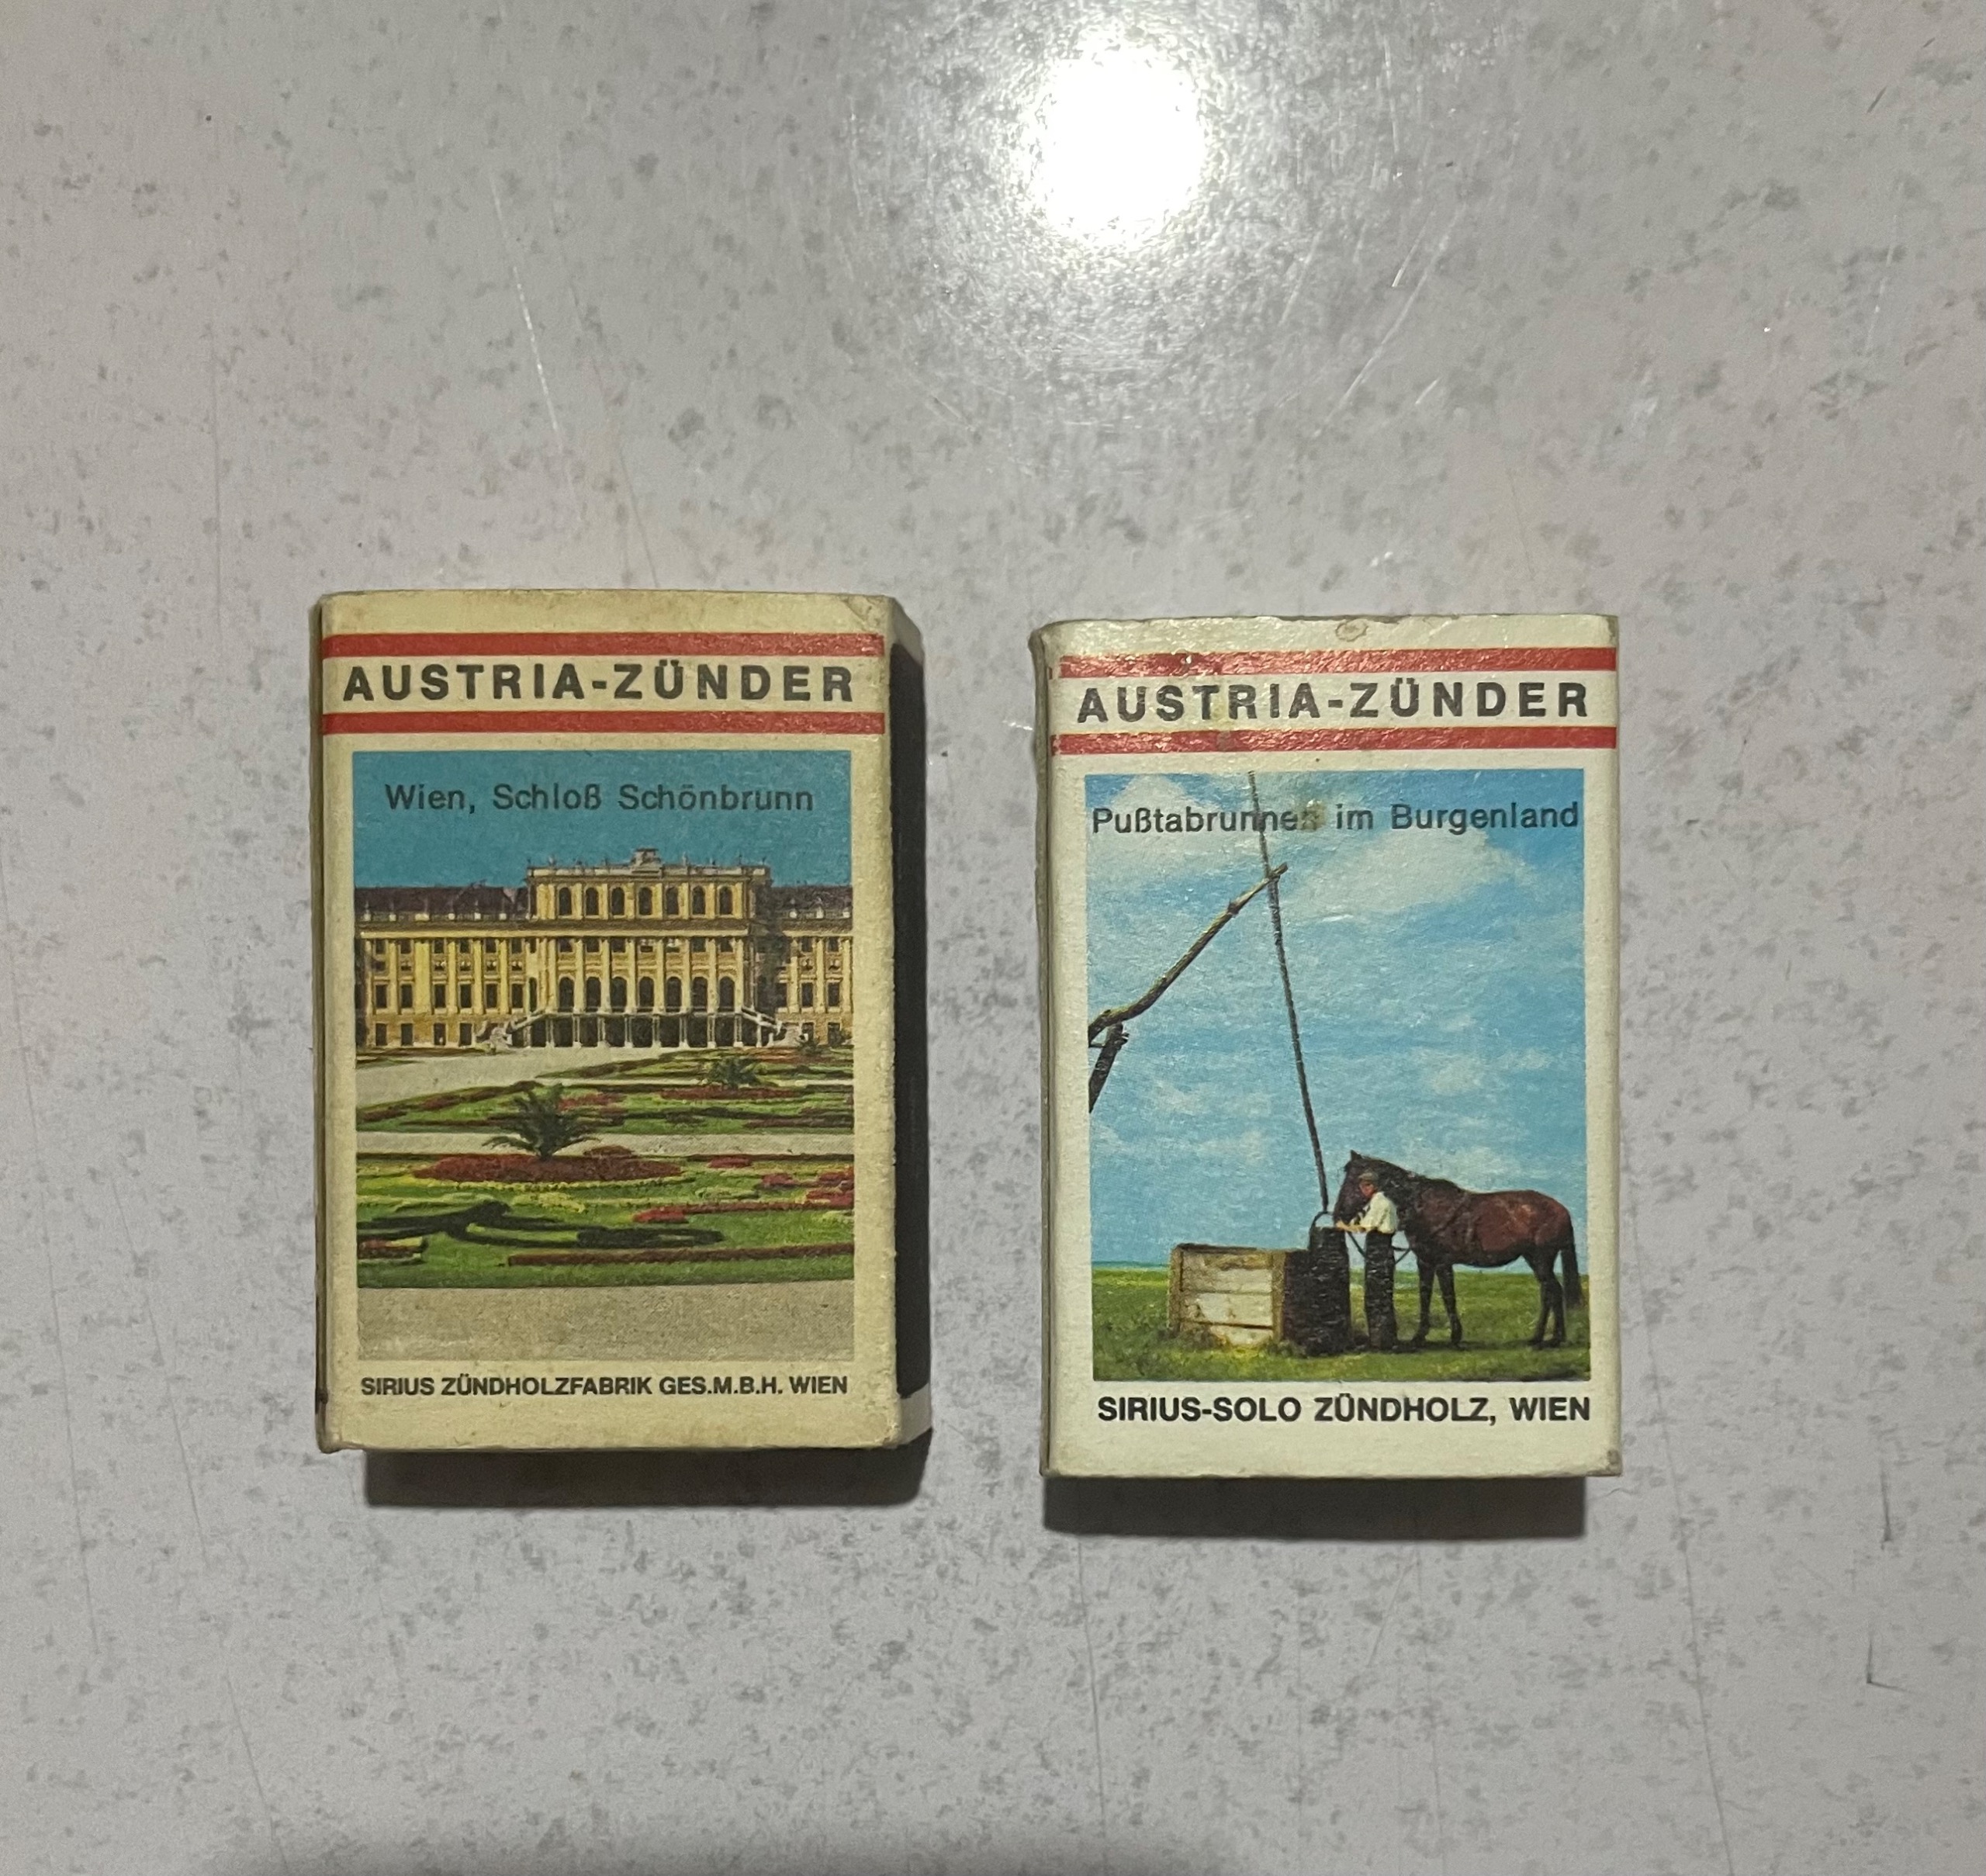 AUSTRIA-ZÜNDER
Wien, Schloß Schönbrunn
SIRIUS ZÜNDHOLZFABRIK GES.M.B.H. WIEN
AUSTRIA-ZÜNDER
Pußtabrunnen im Burgenland
SIRIUS-SOLO ZÜNDHOLZ, WIEN